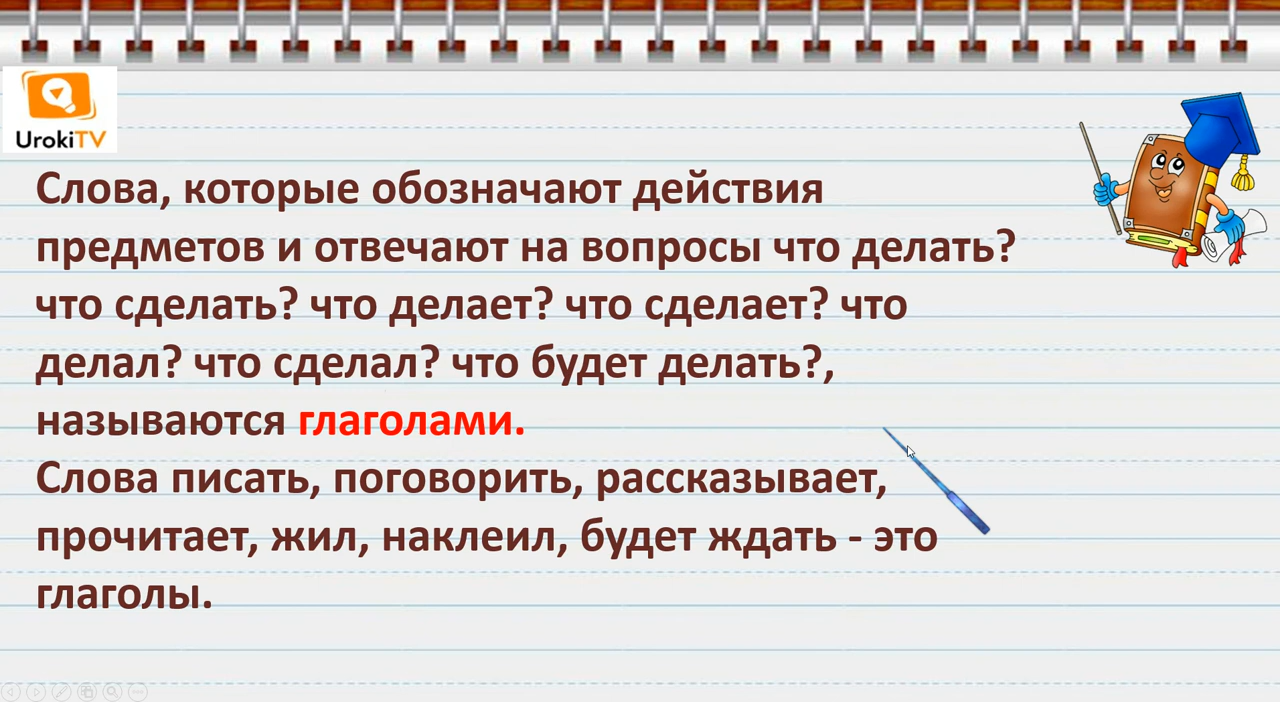 UrokiTV
Слова, которые обозначают действия
предметов и отвечают на вопросы что делать?
что сделать? что делает? что сделает? что
делал? что сделал? что будет делать?,
называются глаголами.
Слова писать, поговорить, рассказывает,
прочитает, жил, наклеил, будет ждать - это
глаголы.